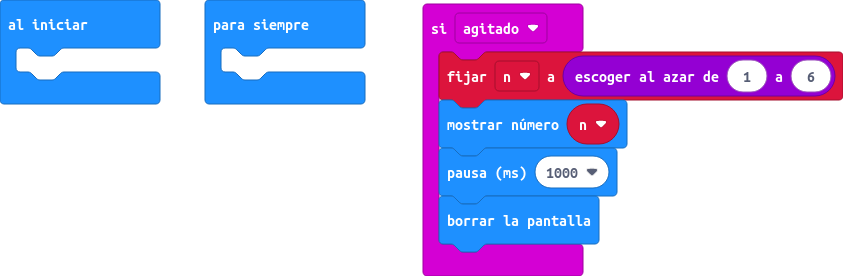 al iniciar
para siempre
si agitado
fijar n a escoger al azar de 1 a 6
mostrar número n
pausa (ms) 1000
borrar la pantalla